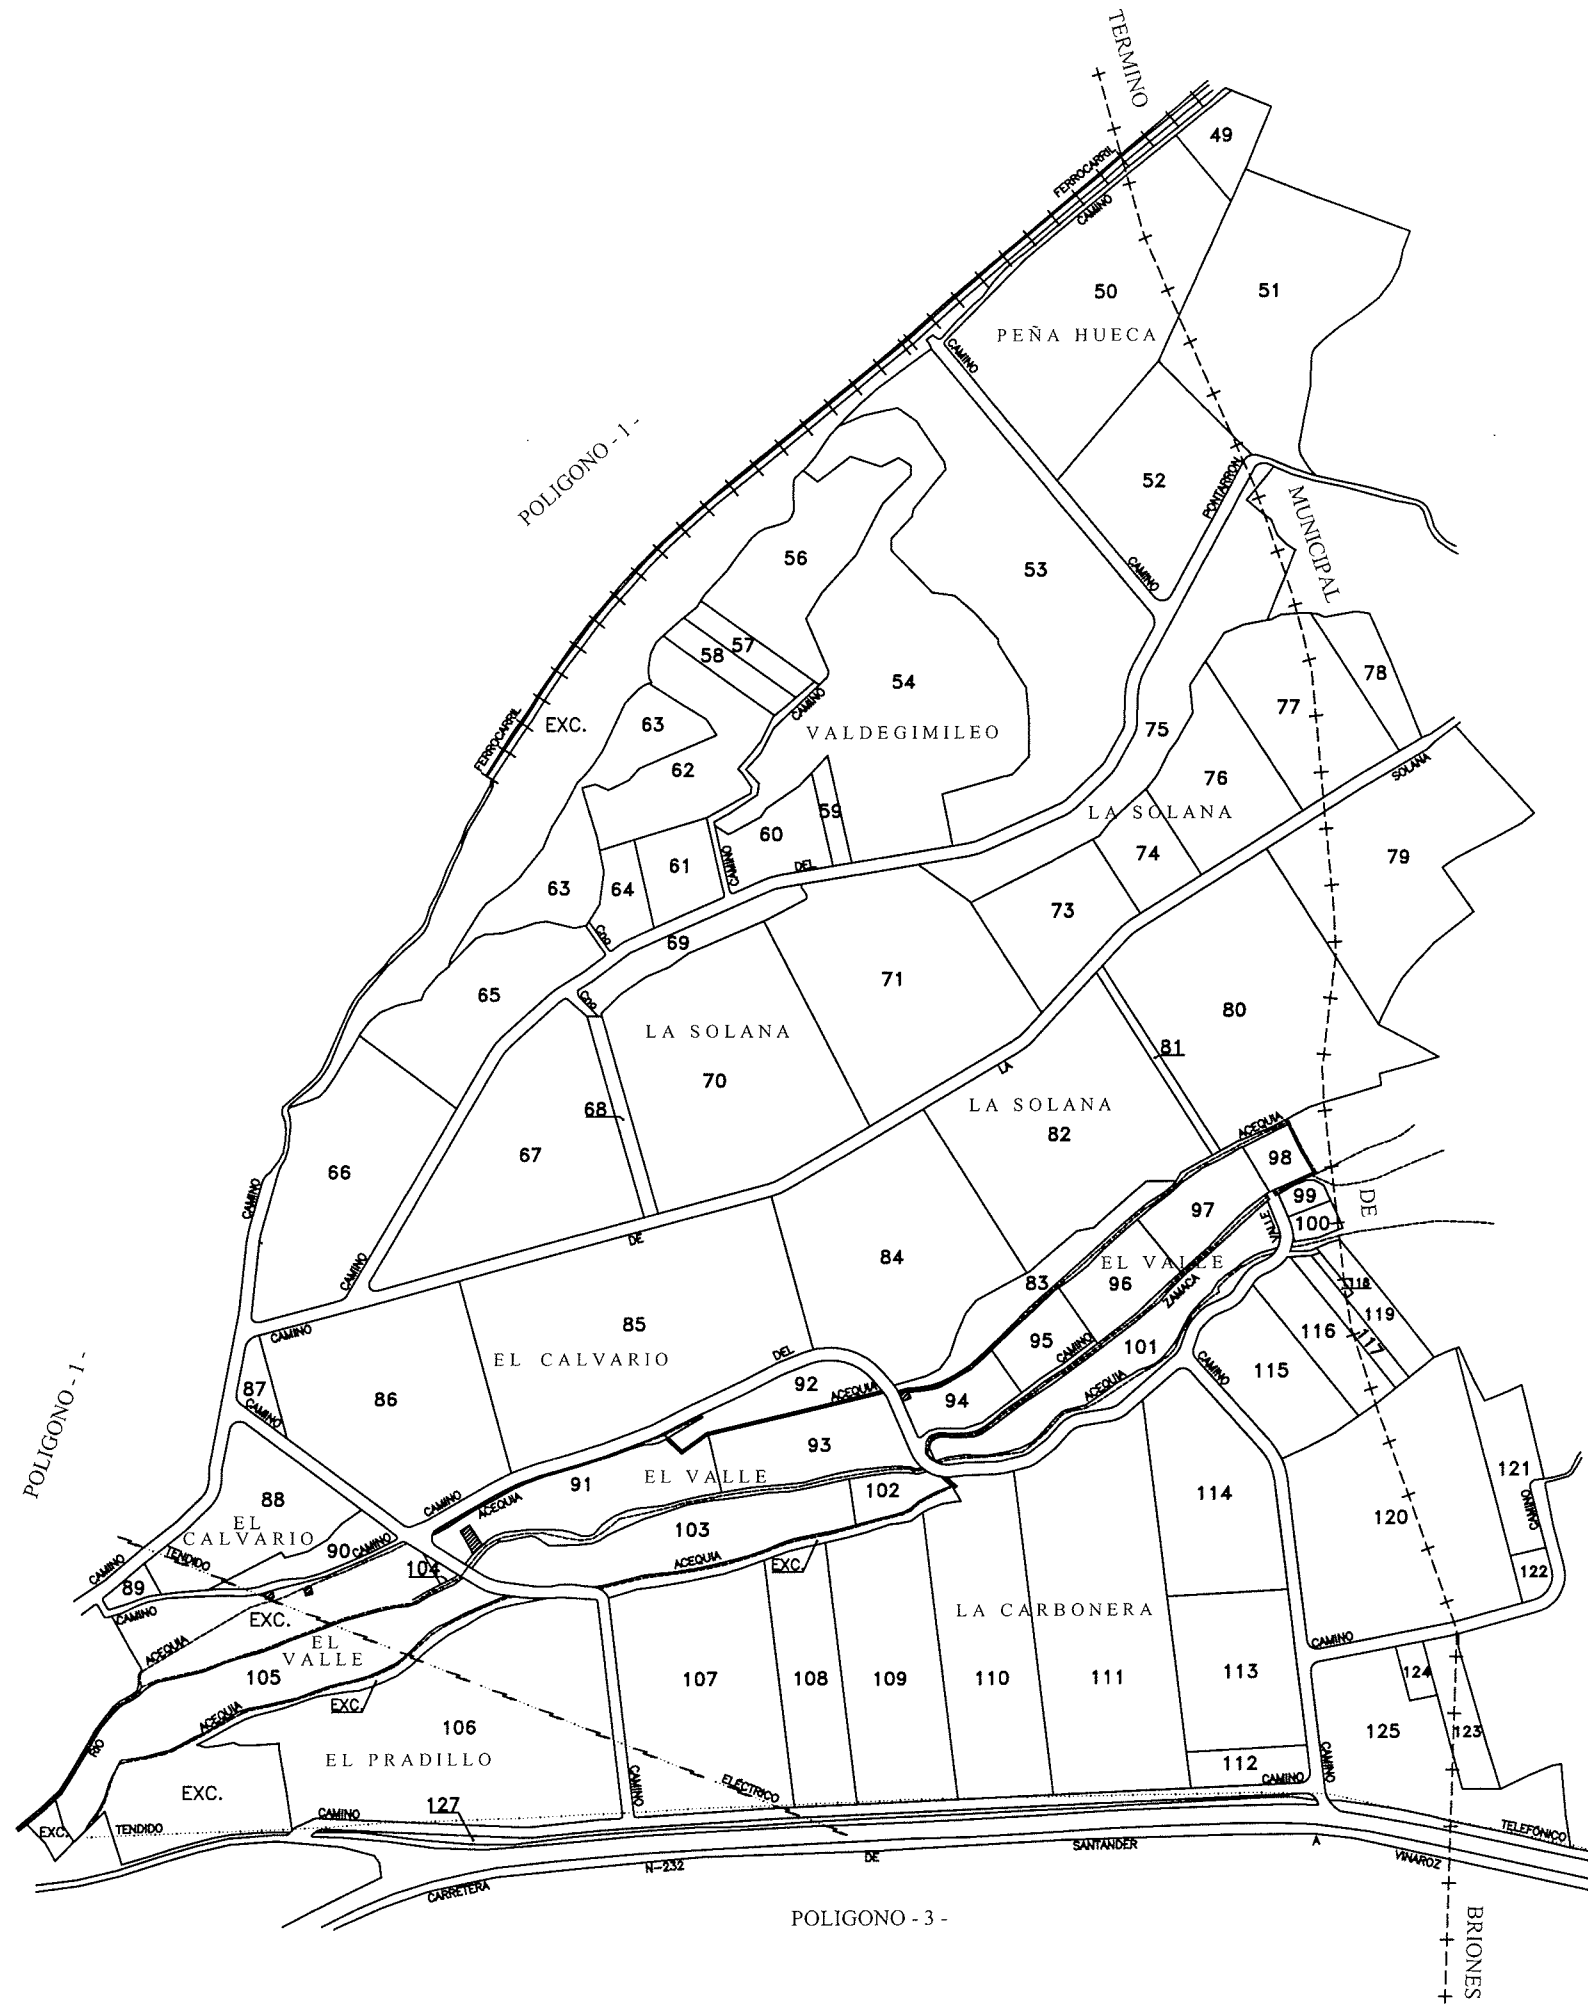 TERMINO
49
FERROCARRIL
CAMINO
50
51
PEÑA HUECA
CAMINO
POLIGONO - 1 -
52
PONTARRON
MUNICIPAL
56
53
CAMINO
57
58
54
78
CAMINO
77
63
EXC.
FERROCARRIL
75
VALDEGIMILEO
62
76
SOLANA
59
LA SOLANA
60
61
CAMINO
DEL
74
79
63
64
73
69
71
65
80
LA SOLANA
81
70
LA
LA SOLANA
68
82
ACEQUIA
67
98
66
CAMINO
99
97
DE
VALLE
100
DE
84
CAMINO
EL VALLE
83
96
118
ZAMACA
119
85
CAMINO
116
117
95
CAMINO
101
EL CALVARIO
DEL
CAMINO
115
POLIGONO - 1 -
87
92
ACEQUIA
ACEQUIA
86
94
CAMINO
93
121
EL VALLE
91
102
114
88
CAMINO
ACEQUIA
CAMINO
120
EL
CALVARIO
103
90
CAMINO
TENDIDO
ACEQUIA
EXC.
104
CAMINO
122
89
CAMINO
EXC.
LA CARBONERA
EL
VALLE
CAMINO
ACEQUIA
105
107
108
109
110
111
113
124
EXC.
ACEQUIA
106
125
123
RIO
EL PRADILLO
112
CAMINO
CAMINO
EXC.
CAMINO
ELÉCTRICO
127
CAMINO
EXC.
TENDIDO
TELEFÓNICO
SANTANDER
A
VINAROZ
N-232
DE
CARRETERA
POLIGONO - 3 -
BRIONES